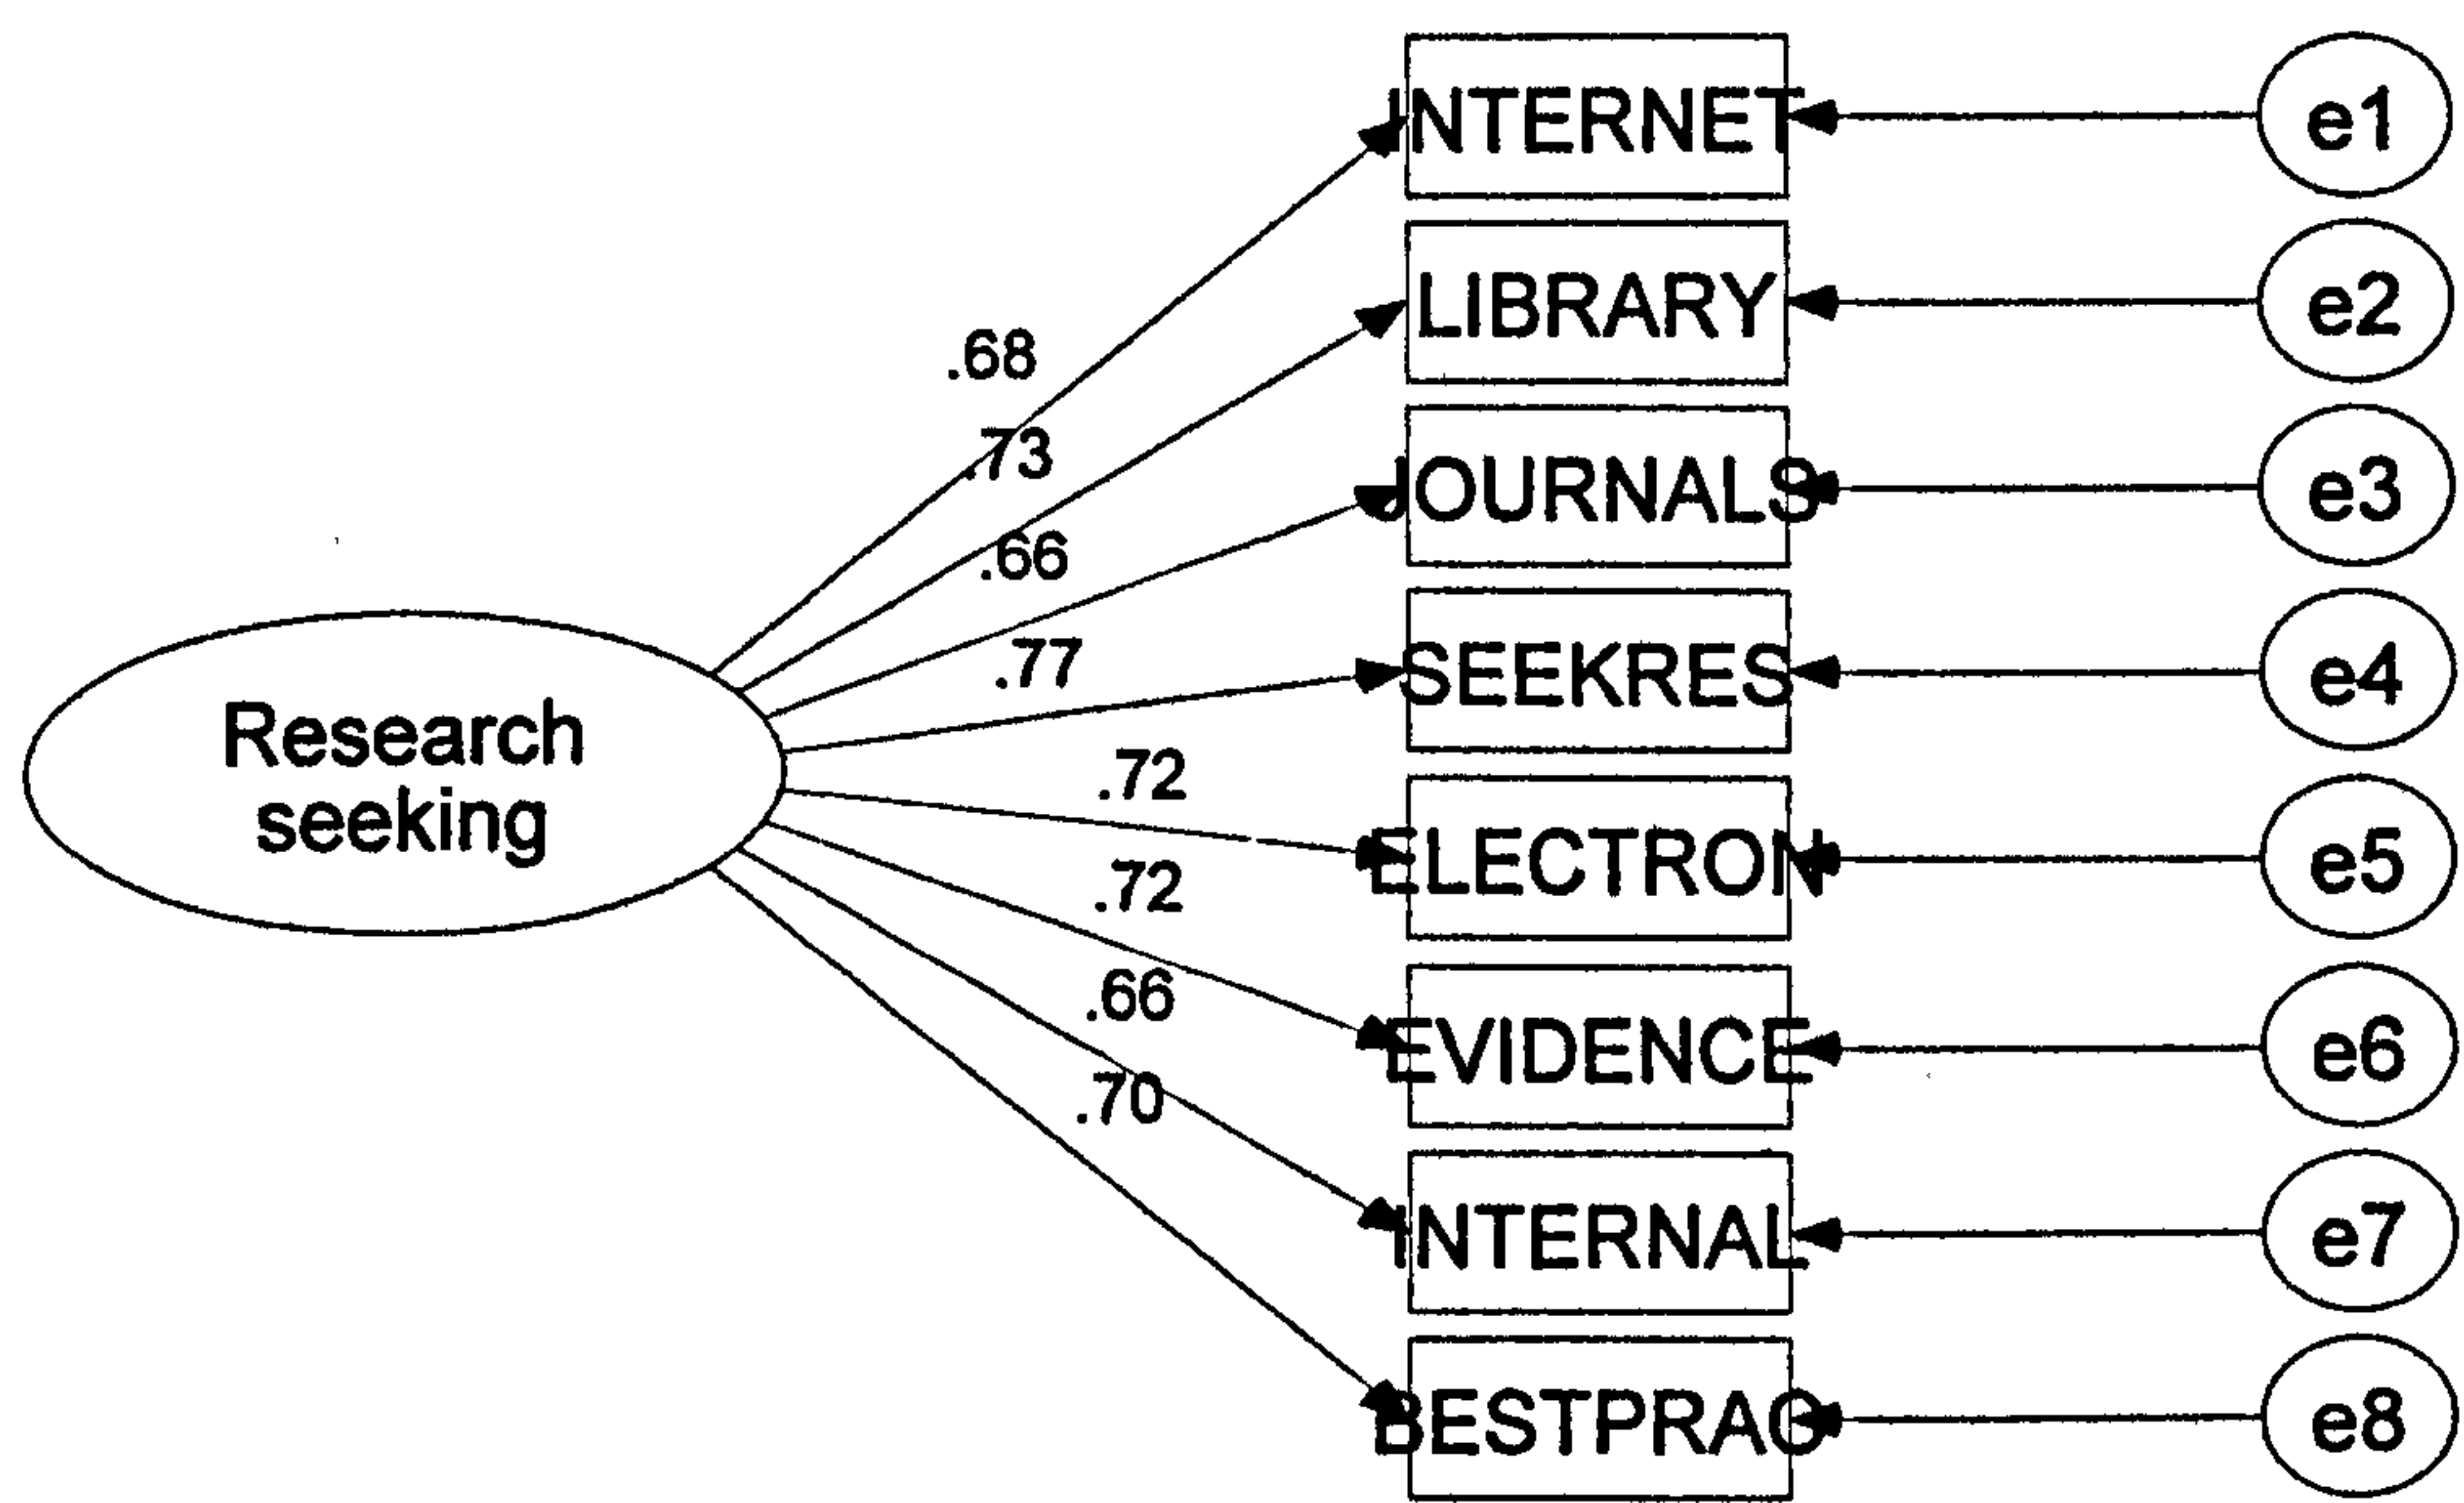 INTERNET
e1
.68
LIBRARY
e2
.73
JOURNALS
e3
.66
SEEKRES
e4
.77
Research
seeking
ELECTRON
e5
.72
EVIDENCE
e6
.72
INTERNAL
e7
.66
BESTPRAC
e8
.70